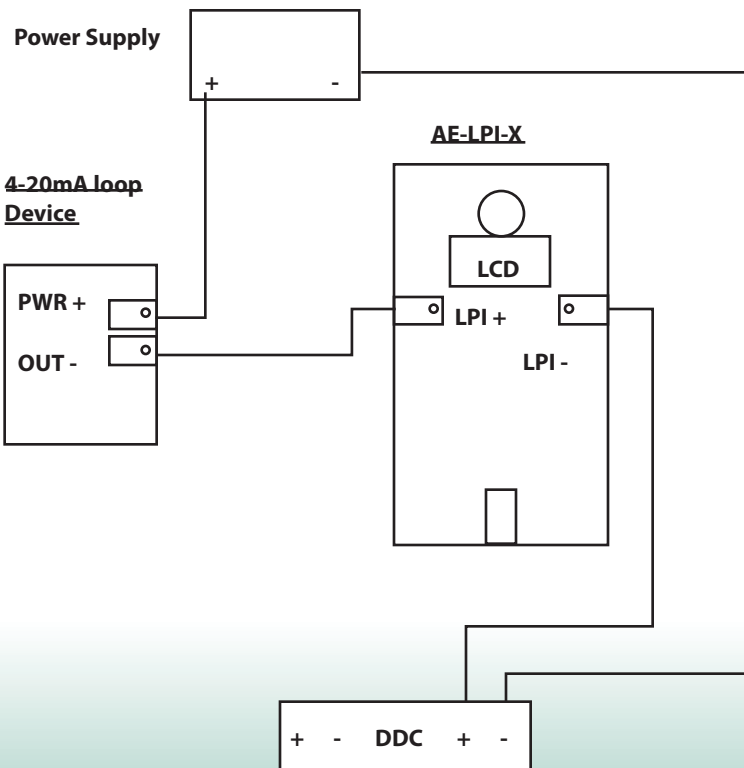 Power Supply
+ -
AE-LPI-X
4-20mA loop
Device
LCD
PWR +
LPI +
OUT -
LPI -
+ - DDC + -